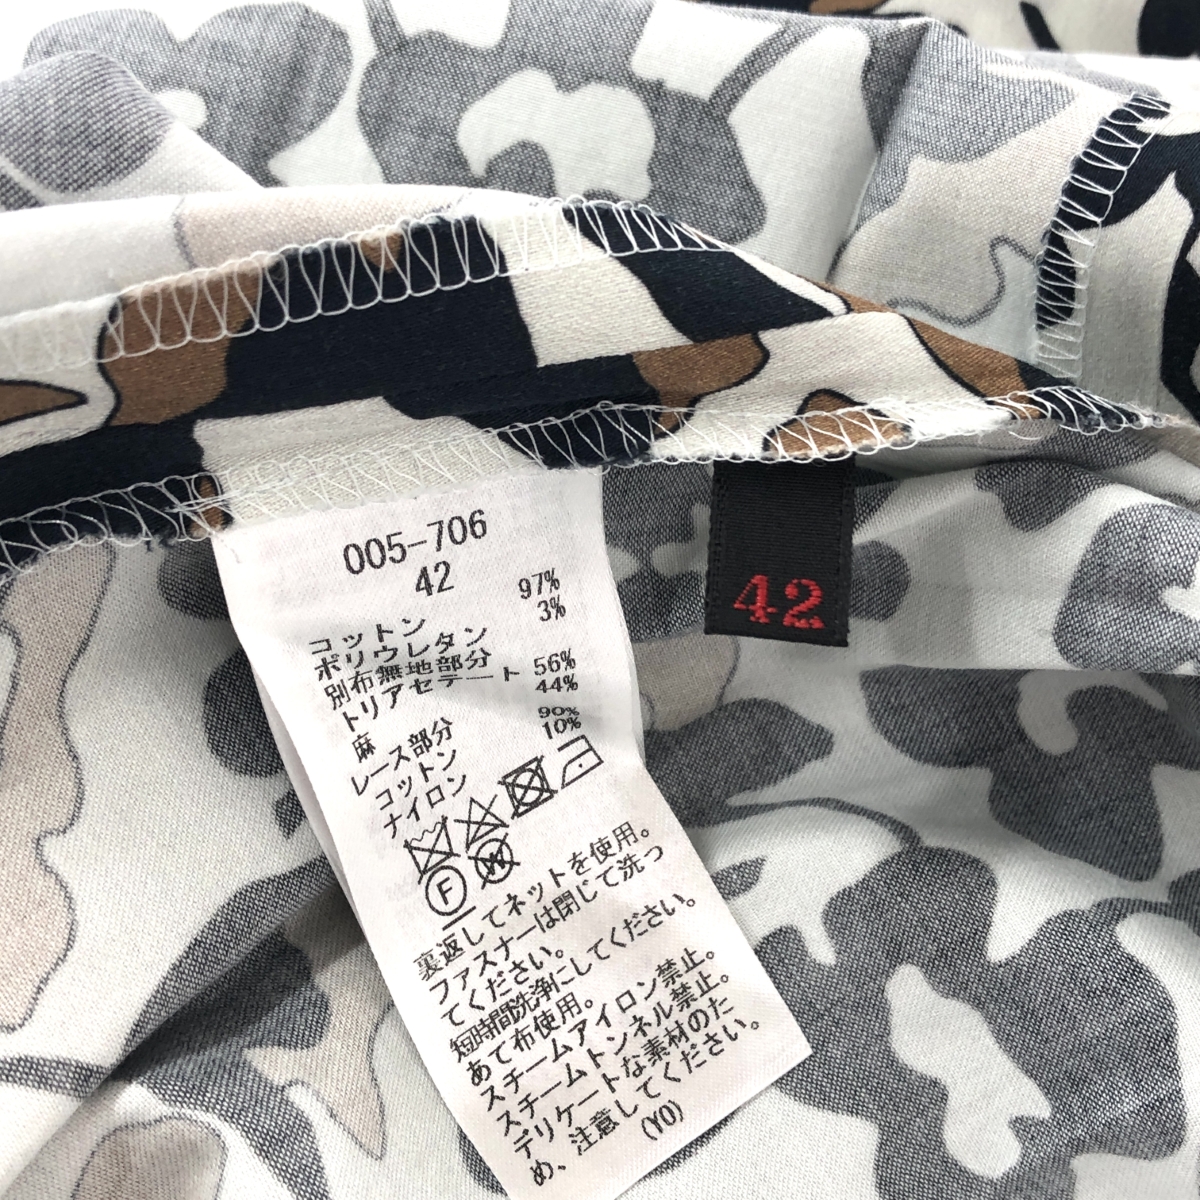 005-706
42
コットン 97%
ポリウレタン 3%
別布無地部分
トリアセテート 56%
麻 44%
レース部分
コットン 90%
ナイロン 10%
F
W
裏返してネットを使用。
ファスナーは閉じて洗っ
てください。
短時間洗浄にしてください。
あて布使用。
スチームアイロン禁止。
スチームトンネル禁止。
デリケートな素材のた
め、注意してください。
(YO)
42